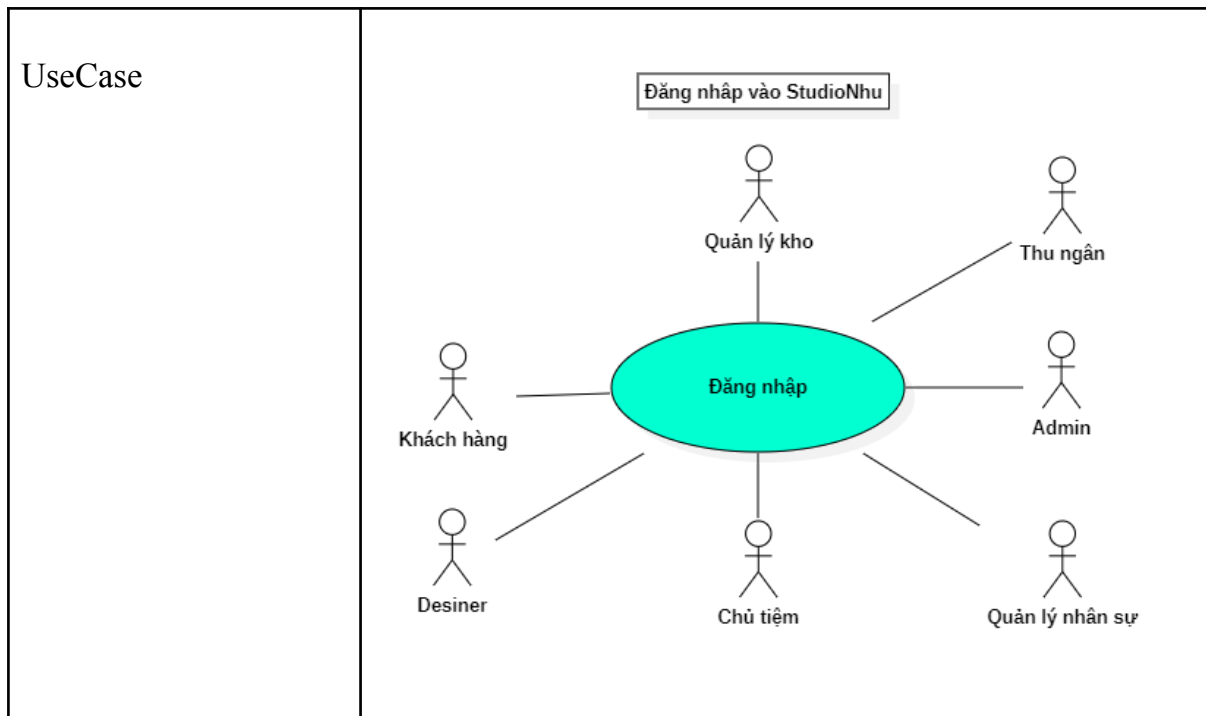 UseCase
Đăng nhâp vào StudioNhu
Quản lý kho
Thu ngân
Đăng nhập
Khách hàng
Admin
Desiner
Chủ tiệm
Quản lý nhân sự